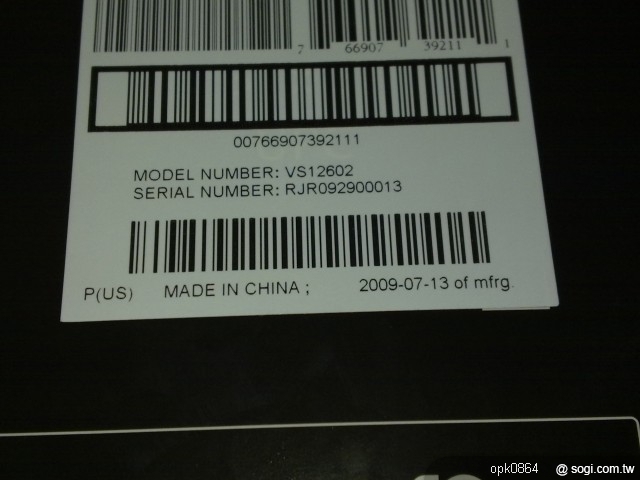 7 66907 39211 1
00766907392111
MODEL NUMBER: VS12602
SERIAL NUMBER: RJR092900013
P(US) MADE IN CHINA ; 2009-07-13 of mfrg.
opk0864 @ sogi.com.tw